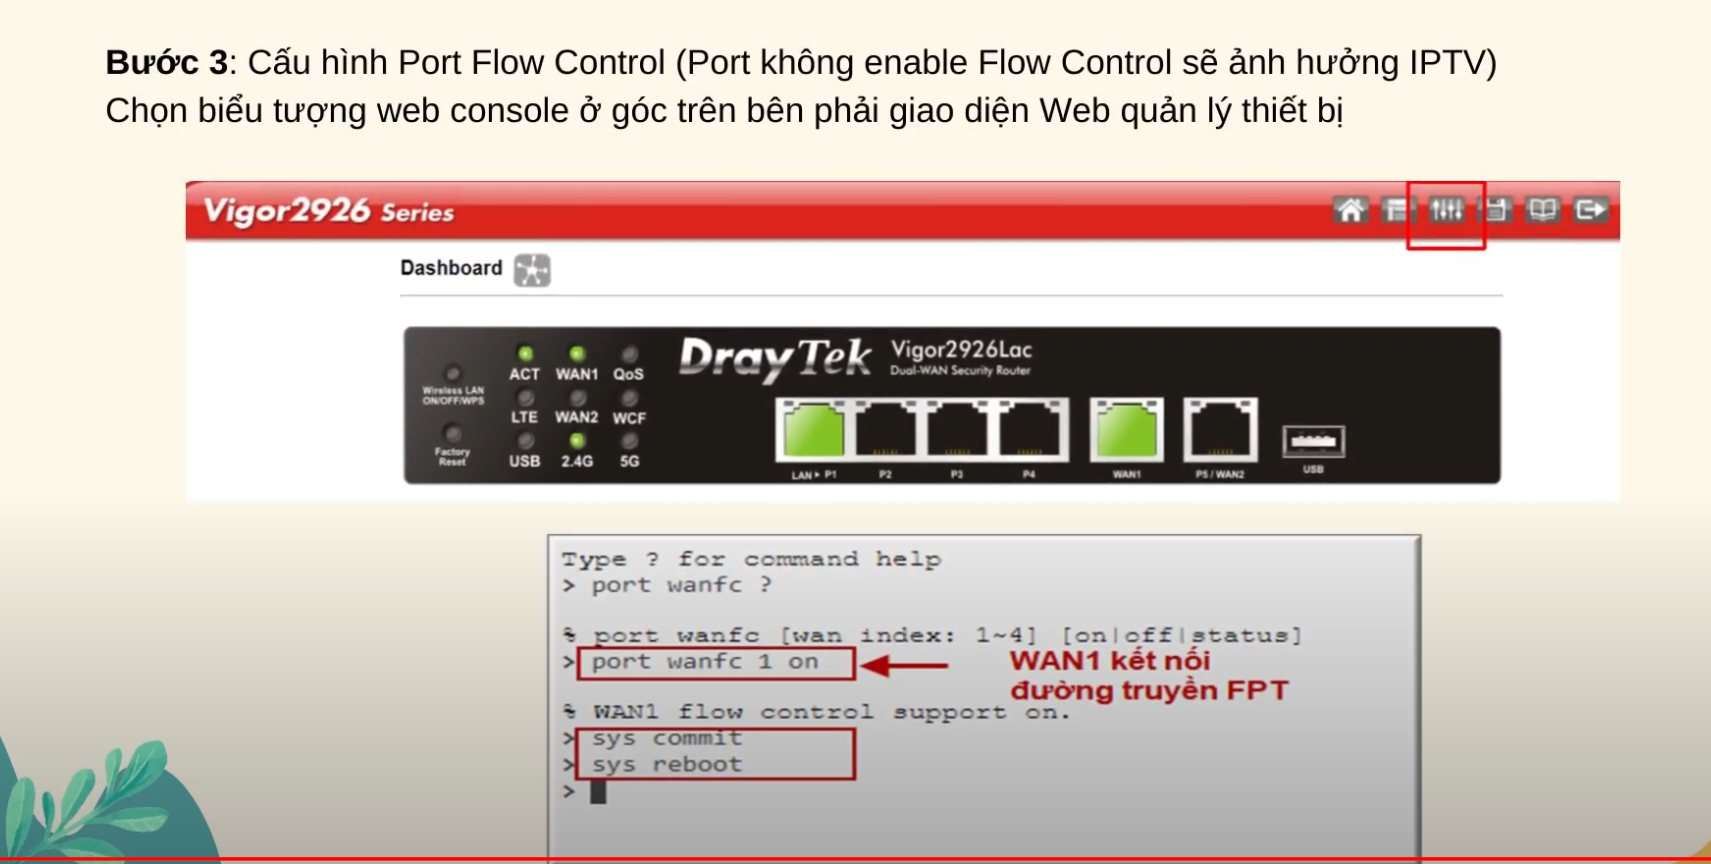 Bước 3: Cấu hình Port Flow Control (Port không enable Flow Control sẽ ảnh hưởng IPTV)
Chọn biểu tượng web console ở góc trên bên phải giao diện Web quản lý thiết bị
Vigor2926 Series
Dashboard
Wireless LAN
ON/OFF/WPS
Factory
Reset
ACT WAN1 QoS
LTE WAN2 WCF
USB 2.4G 5G
DrayTek
Vigor2926Lac
Dual-WAN Security Router
LAN▸ P1 P2 P3 P4 WAN1 P5 / WAN2 USB
Type ? for command help
> port wanfc ?
% port wanfc [wan index: 1~4] [on|off|status]
> port wanfc 1 on
WAN1 kết nối
đường truyền FPT
% WAN1 flow control support on.
> sys commit
> sys reboot
>